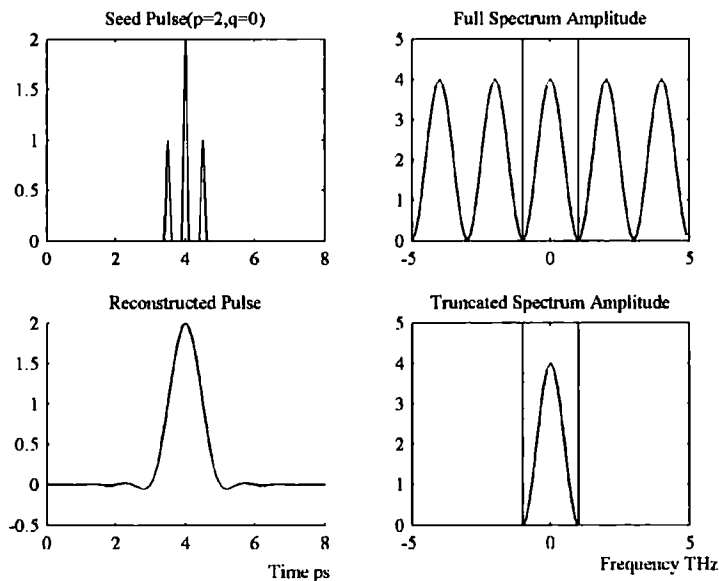 Seed Pulse(p=2,q=0)
2
1.5
1
0.5
0
0 2 4 6 8
Full Spectrum Amplitude
5
4
3
2
1
0
-5 0 5
Reconstructed Pulse
2
1.5
1
0.5
0
-0.5
0 2 4 6 8
Time ps
Truncated Spectrum Amplitude
5
4
3
2
1
0
-5 0 5
Frequency THz